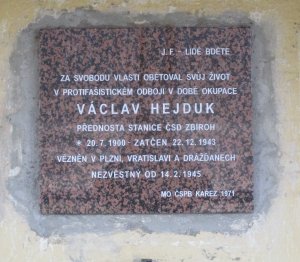 J. F. - LIDÉ BDĚTE
ZA SVOBODU VLASTI OBĚTOVAL SVŮJ ŽIVOT
V PROTIFAŠISTICKÉM ODBOJI V DOBĚ OKUPACE
VÁCLAV HEJDUK
PŘEDNOSTA STANICE ČSD ZBIROH
* 20. 7. 1900 - ZATČEN 22. 12. 1943
VĚZNĚN V PLZNI, VRATISLAVI A DRÁŽĎANECH
NEZVĚSTNÝ OD 14. 2. 1945
MO ČSPB KAREZ 1971